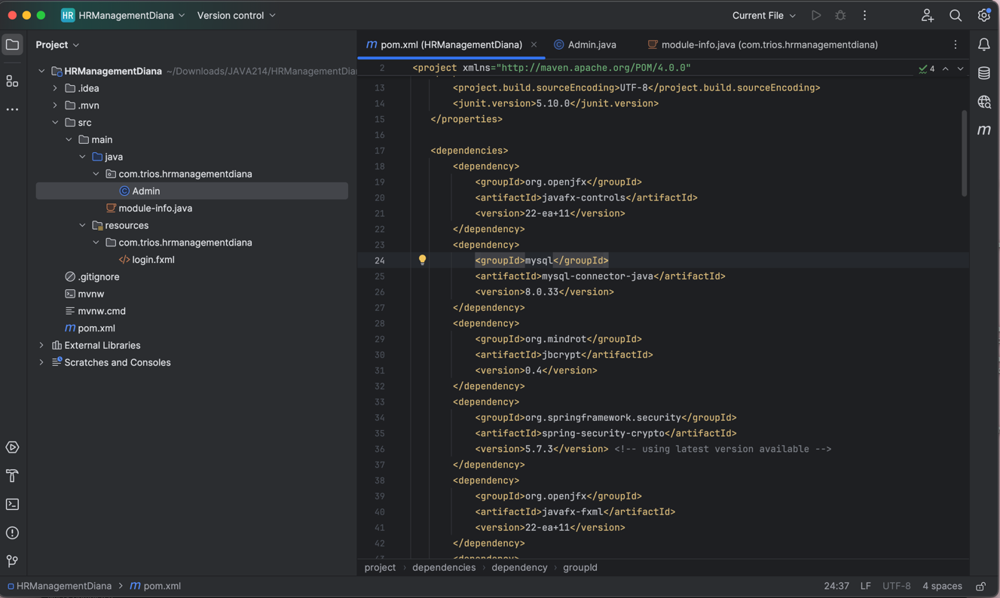 HR HRManagementDiana Version control Current File
Project
pom.xml (HRManagementDiana) Admin.java module-info.java (com.trios.hrmanagementdiana)
HRManagementDiana ~/Downloads/JAVA214/HRManagementDia
.idea
.mvn
src
main
java
com.trios.hrmanagementdiana
Admin
module-info.java
resources
com.trios.hrmanagementdiana
login.fxml
.gitignore
mvnw
mvnw.cmd
pom.xml
External Libraries
Scratches and Consoles
2 <project xmlns="http://maven.apache.org/POM/4.0.0" 4
13 <project.build.sourceEncoding>UTF-8</project.build.sourceEncoding>
14 <junit.version>5.10.0</junit.version>
15 </properties>
16
17 <dependencies>
18 <dependency>
19 <groupId>org.openjfx</groupId>
20 <artifactId>javafx-controls</artifactId>
21 <version>22-ea+11</version>
22 </dependency>
23 <dependency>
24 <groupId>mysql</groupId>
25 <artifactId>mysql-connector-java</artifactId>
26 <version>8.0.33</version>
27 </dependency>
28 <dependency>
29 <groupId>org.mindrot</groupId>
30 <artifactId>jbcrypt</artifactId>
31 <version>0.4</version>
32 </dependency>
33 <dependency>
34 <groupId>org.springframework.security</groupId>
35 <artifactId>spring-security-crypto</artifactId>
36 <version>5.7.3</version> <!-- using latest version available -->
37 </dependency>
38 <dependency>
39 <groupId>org.openjfx</groupId>
40 <artifactId>javafx-fxml</artifactId>
41 <version>22-ea+11</version>
42 </dependency>
project › dependencies › dependency › groupId
HRManagementDiana > pom.xml 24:37 LF UTF-8 4 spaces